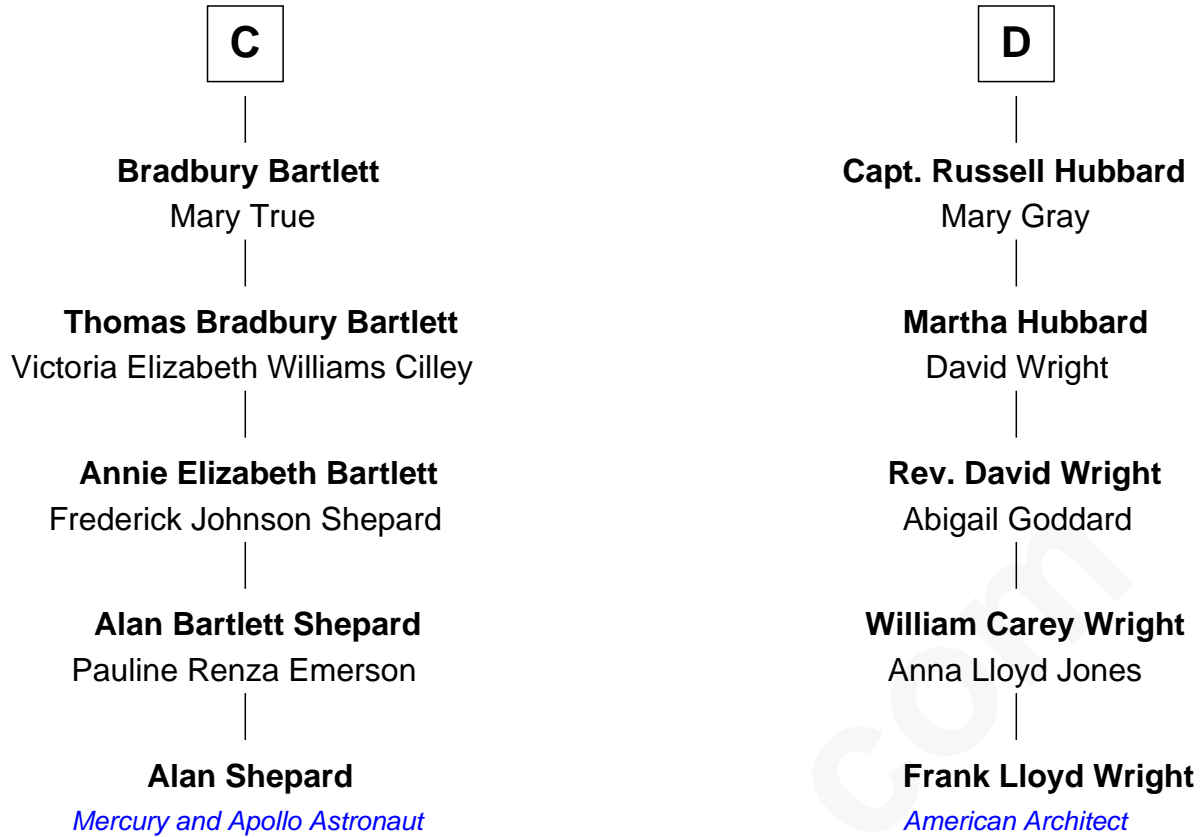 C
Bradbury Bartlett
Mary True
Thomas Bradbury Bartlett
Victoria Elizabeth Williams Cilley
Annie Elizabeth Bartlett
Frederick Johnson Shepard
Alan Bartlett Shepard
Pauline Renza Emerson
Alan Shepard
Mercury and Apollo Astronaut
D
Capt. Russell Hubbard
Mary Gray
Martha Hubbard
David Wright
Rev. David Wright
Abigail Goddard
William Carey Wright
Anna Lloyd Jones
Frank Lloyd Wright
American Architect
com